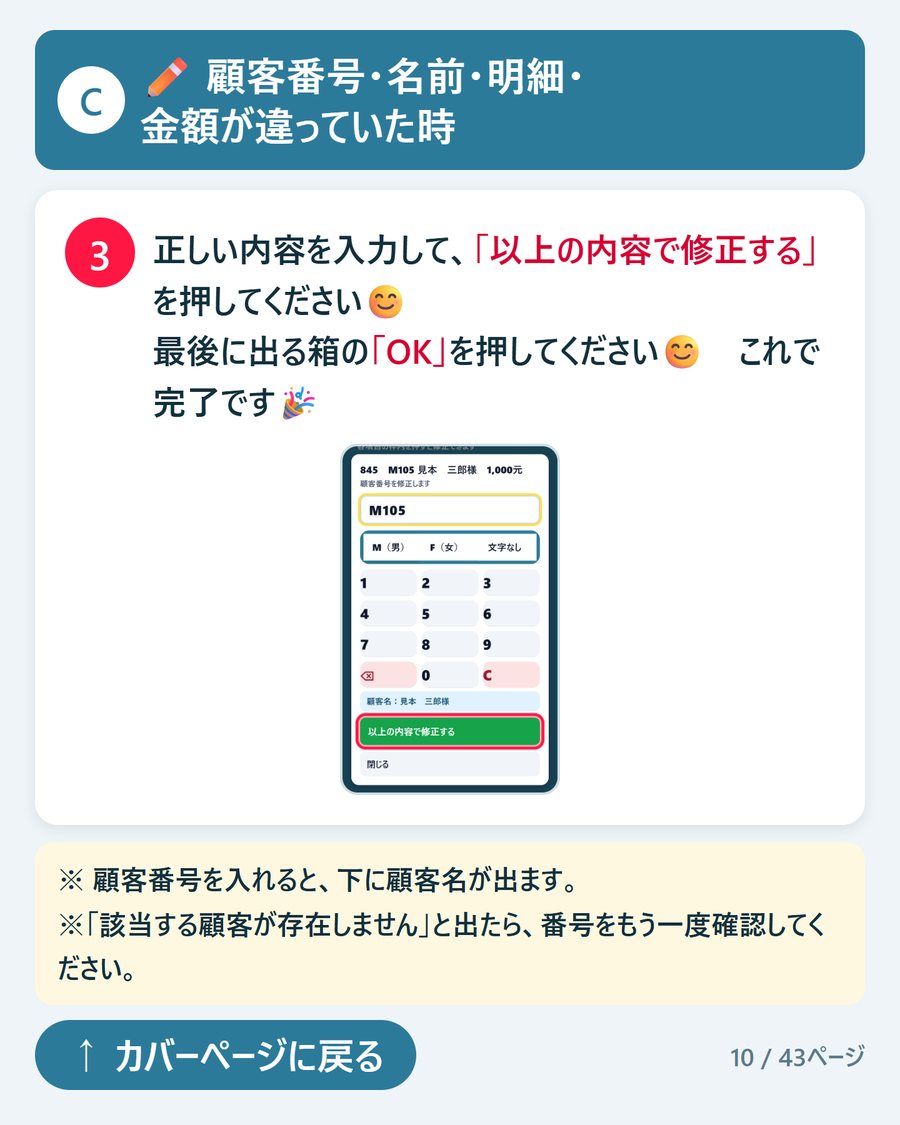 C
顧客番号・名前・明細・
金額が違っていた時
3
正しい内容を入力して、「以上の内容で修正する」
を押してください
最後に出る箱の「OK」を押してください　これで
完了です
845　M105 見本　三郎様　1,000元
顧客番号を修正します
M105
M（男）　F（女）　文字なし
1 2 3
4 5 6
7 8 9
0 C
顧客名：見本　三郎様
以上の内容で修正する
閉じる
※ 顧客番号を入れると、下に顧客名が出ます。
※「該当する顧客が存在しません」と出たら、番号をもう一度確認してく
ださい。
↑ カバーページに戻る
10 / 43ページ